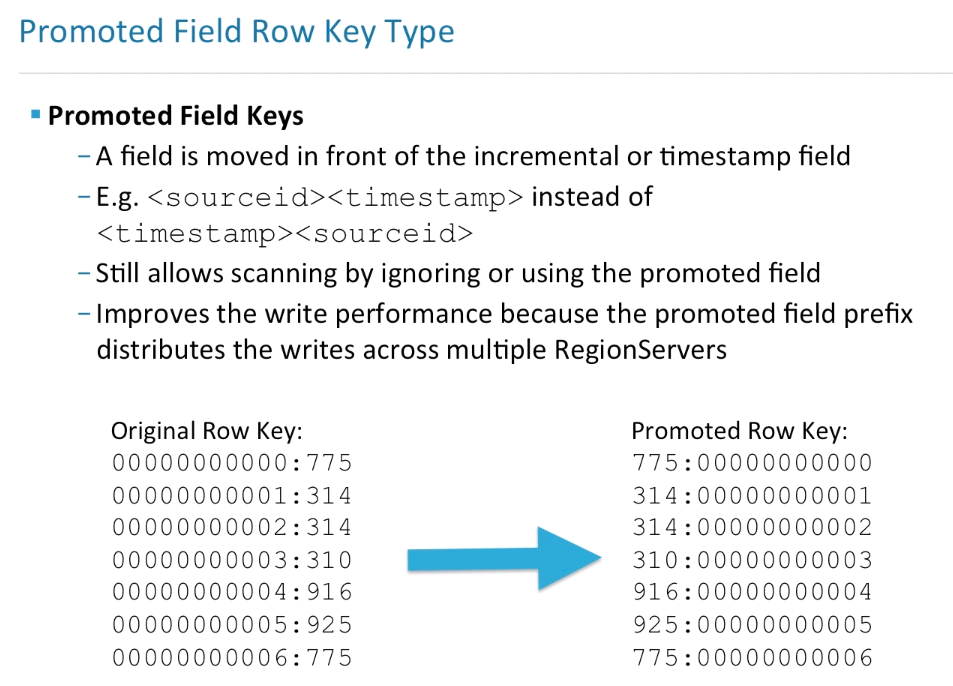 Promoted Field Row Key Type
▪ Promoted Field Keys
– A field is moved in front of the incremental or timestamp field
– E.g. <sourceid><timestamp> instead of
<timestamp><sourceid>
– Still allows scanning by ignoring or using the promoted field
– Improves the write performance because the promoted field prefix
distributes the writes across multiple RegionServers
Original Row Key:
00000000000:775
00000000001:314
00000000002:314
00000000003:310
00000000004:916
00000000005:925
00000000006:775
Promoted Row Key:
775:00000000000
314:00000000001
314:00000000002
310:00000000003
916:00000000004
925:00000000005
775:00000000006